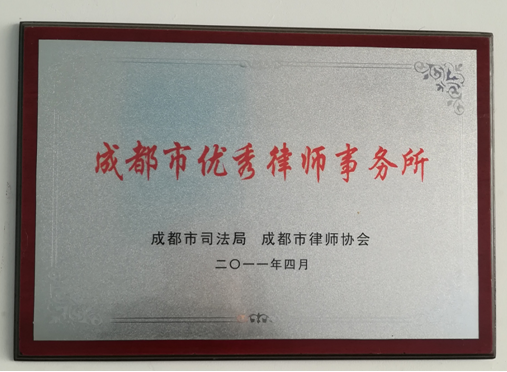 成都市优秀律师事务所
成都市司法局 成都市律师协会
二〇一一年四月